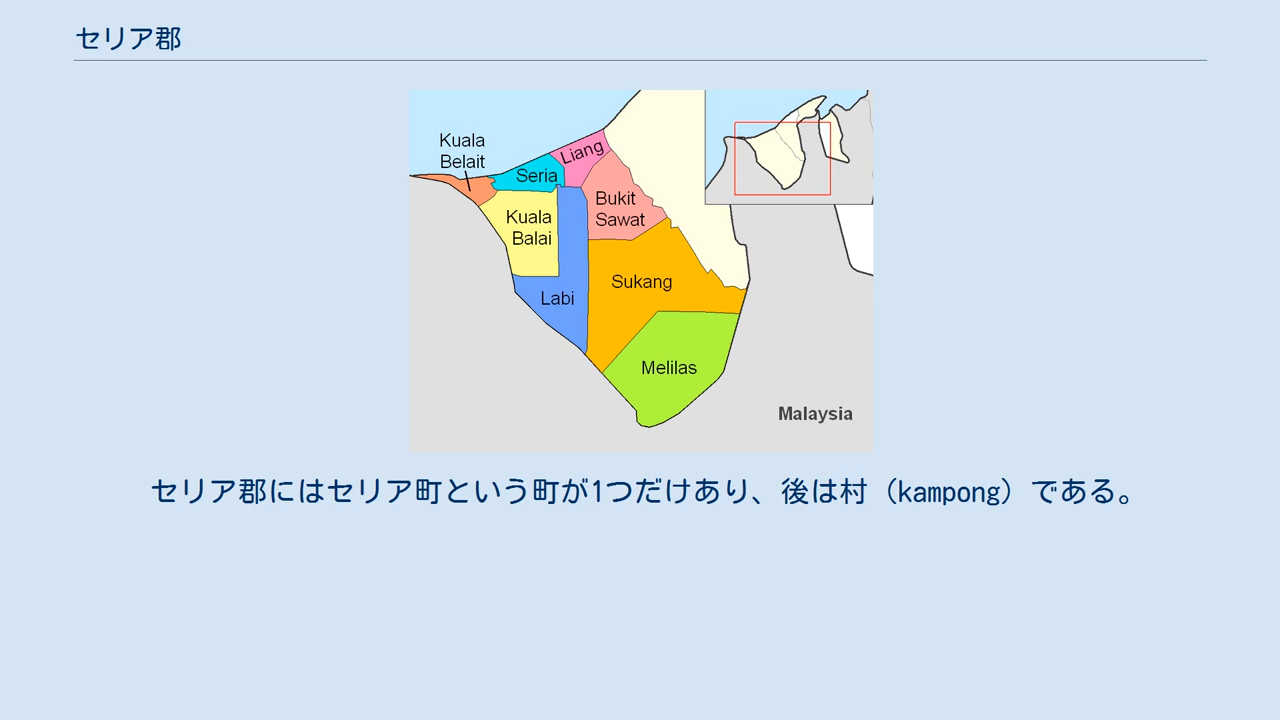 セリア郡
Kuala
Belait
Seria
Liang
Kuala
Balai
Bukit
Sawat
Labi
Sukang
Melilas
Malaysia
セリア郡にはセリア町という町が1つだけあり、後は村（kampong）である。